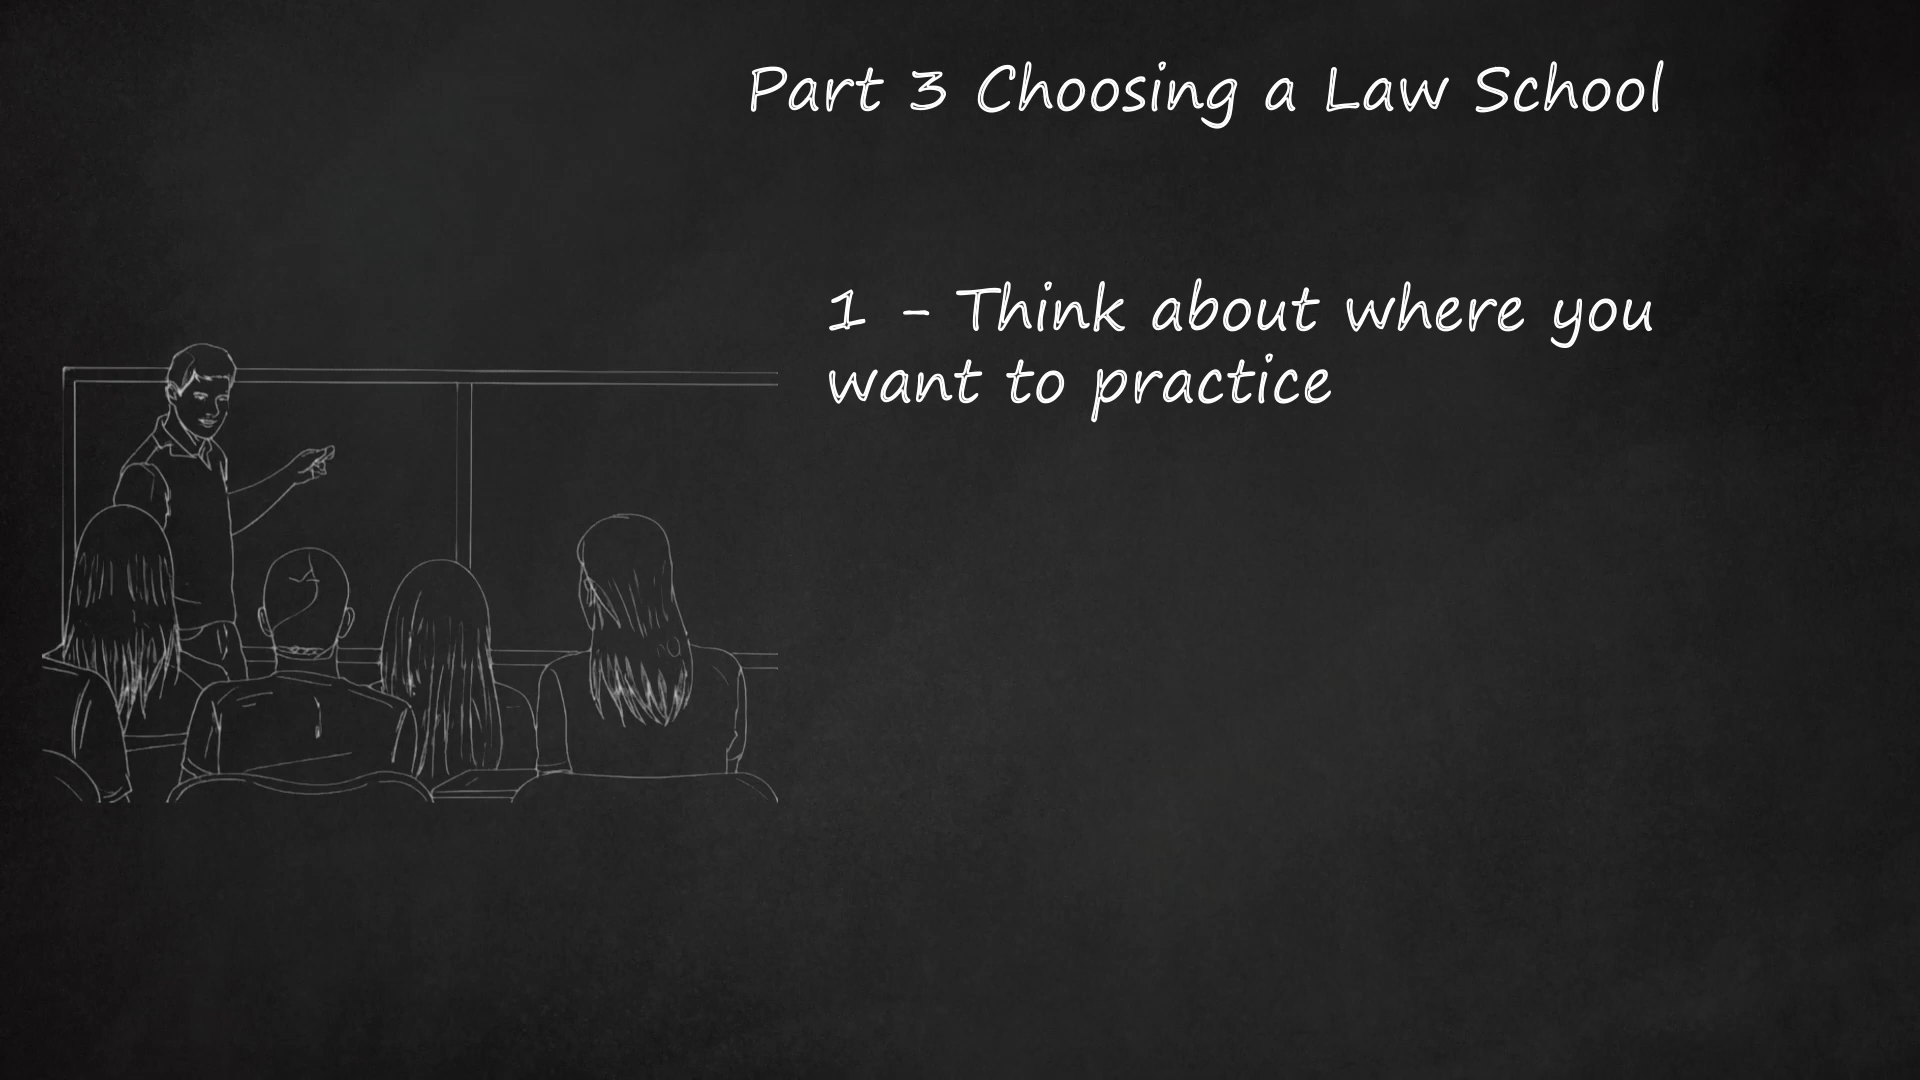 Part 3 Choosing a Law School
1 - Think about where you
want to practice